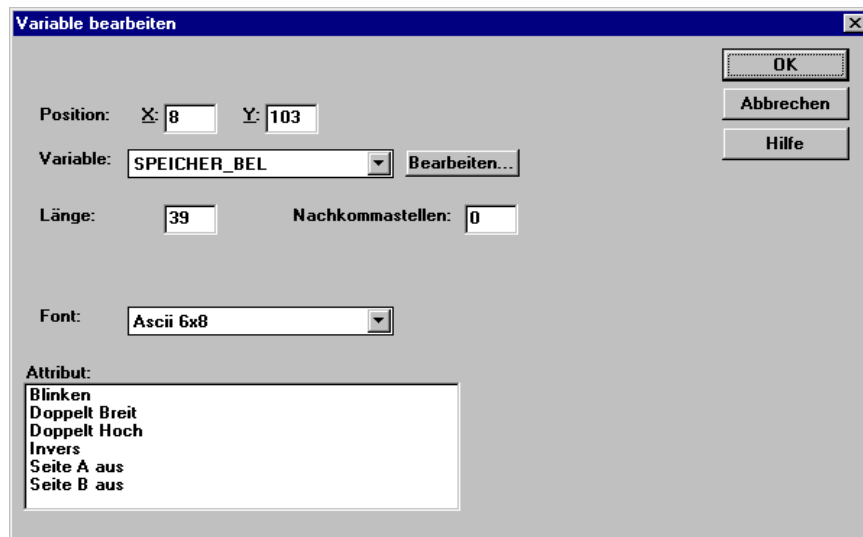 Variable bearbeiten
OK
Position: X: 8 Y: 103
Abbrechen
Variable: SPEICHER_BEL Bearbeiten...
Hilfe
Länge: 39 Nachkommastellen: 0
Font: Ascii 6x8
Attribut:
Blinken
Doppelt Breit
Doppelt Hoch
Invers
Seite A aus
Seite B aus